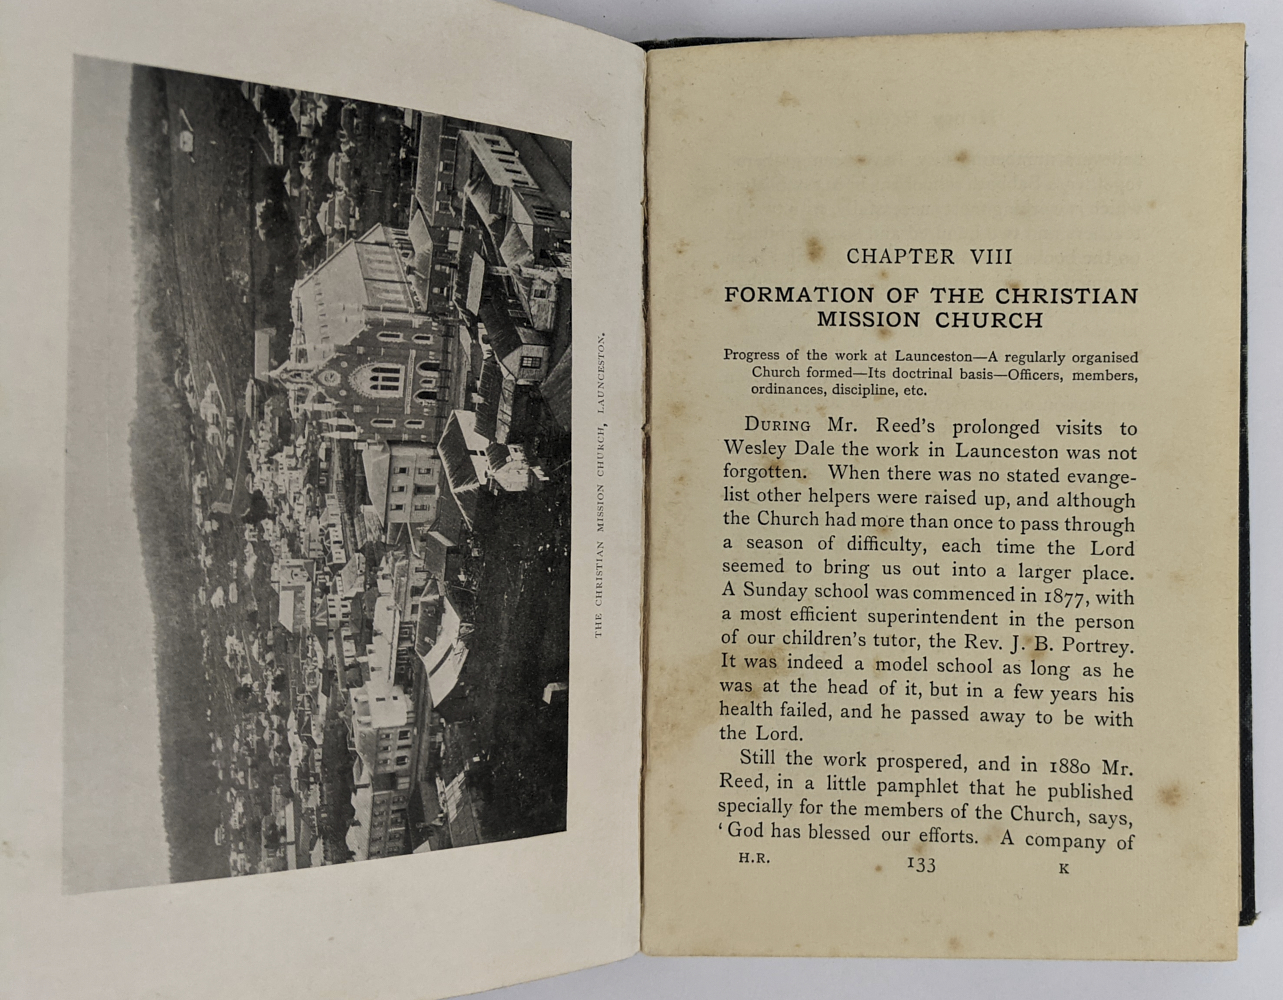 THE CHRISTIAN MISSION CHURCH, LAUNCESTON.
CHAPTER VIII
FORMATION OF THE CHRISTIAN
MISSION CHURCH
Progress of the work at Launceston—A regularly organised
Church formed—Its doctrinal basis—Officers, members,
ordinances, discipline, etc.
During Mr. Reed's prolonged visits to
Wesley Dale the work in Launceston was not
forgotten. When there was no stated evange-
list other helpers were raised up, and although
the Church had more than once to pass through
a season of difficulty, each time the Lord
seemed to bring us out into a larger place.
A Sunday school was commenced in 1877, with
a most efficient superintendent in the person
of our children's tutor, the Rev. J. B. Portrey.
It was indeed a model school as long as he
was at the head of it, but in a few years his
health failed, and he passed away to be with
the Lord.
Still the work prospered, and in 1880 Mr.
Reed, in a little pamphlet that he published
specially for the members of the Church, says,
'God has blessed our efforts. A company of
H.R. 133 K